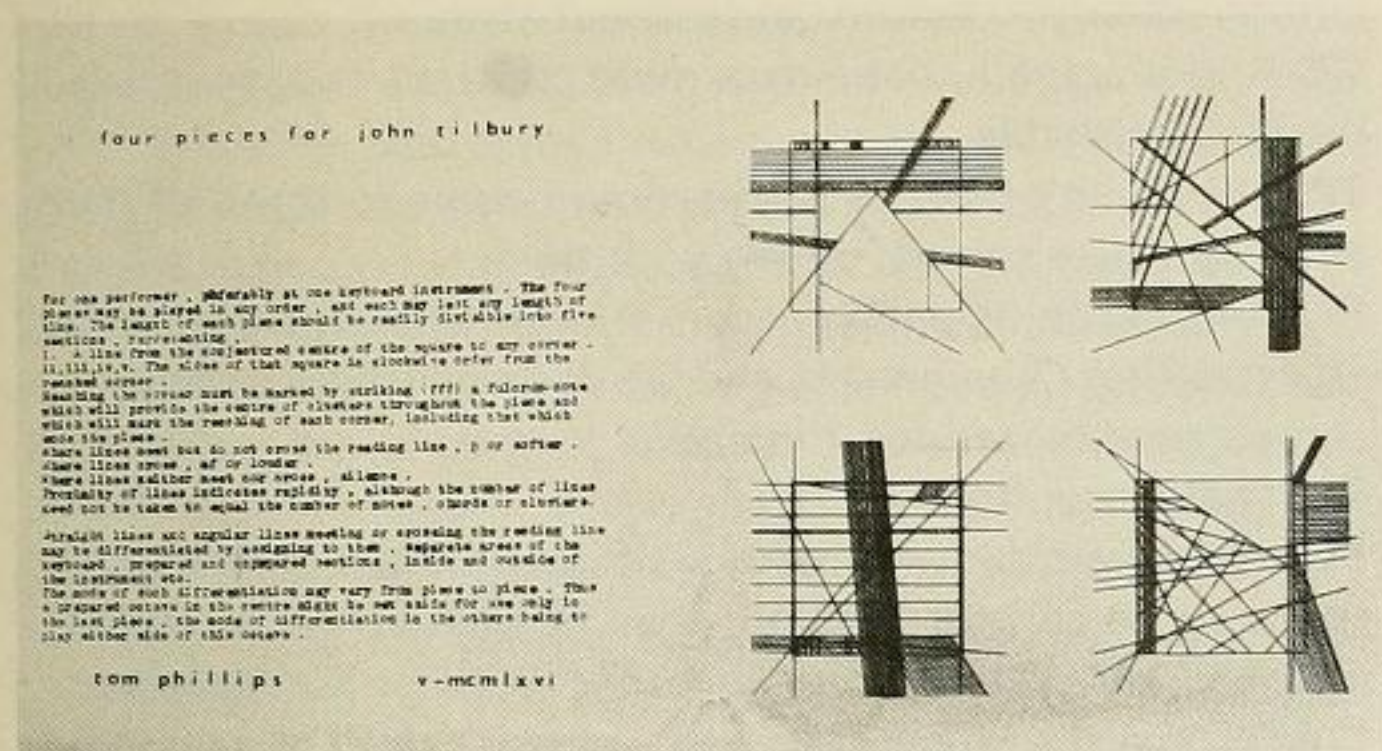 four pieces for john tilbury
For one performer , preferably at one keyboard instrument . The four
pieces may be played in any order , and each may last any length of
time. The length of each piece should be readily divisible into five
sections , representing ,
I. A line from the conjectured centre of the square to any corner .
II,III,IV,V. The sides of that square in clockwise order from the
reached corner .
Reaching the corner must be marked by striking (fff) a fulcrum-note
which will provide the centre of clusters throughout the piece and
which will mark the reaching of each corner, including that which
ends the piece .
Where lines meet but do not cross the reading line , p or softer .
Where lines cross , mf or louder .
Where lines neither meet nor cross , silence .
Proximity of lines indicates rapidity , although the number of lines
need not be taken to equal the number of notes , chords or clusters.
Straight lines and angular lines meeting or crossing the reading line
may be differentiated by assigning to them , separate areas of the
keyboard , prepared and unprepared sections , inside and outside of
the instrument etc.
The mode of such differentiation may vary from piece to piece . Thus
a prepared octave in the centre might be set aside for use only in
the last piece , the mode of differentiation in the others being to
play either side of this octave .
tom phillips v-mcmlxvi